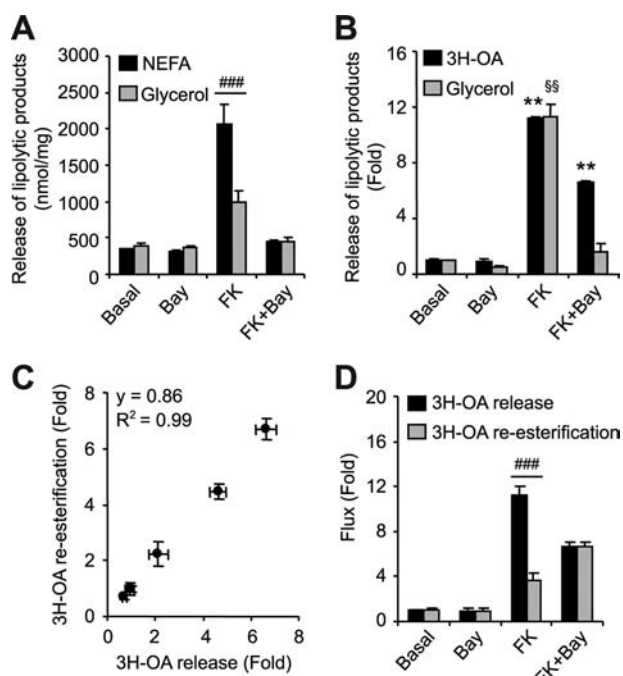 A
Release of lipolytic products
(nmol/mg)
3000
2500
2000
1500
1000
500
0
NEFA
Glycerol
###
Basal
Bay
FK
FK+Bay
B
Release of lipolytic products
(Fold)
16
12
8
4
0
3H-OA
Glycerol
**
§§
**
Basal
Bay
FK
FK+Bay
C
3H-OA re-esterification (Fold)
8
6
4
2
0
y = 0.86
R² = 0.99
0
2
4
6
8
3H-OA release (Fold)
D
Flux (Fold)
20
16
12
8
4
0
3H-OA release
3H-OA re-esterification
###
Basal
Bay
FK
FK+Bay